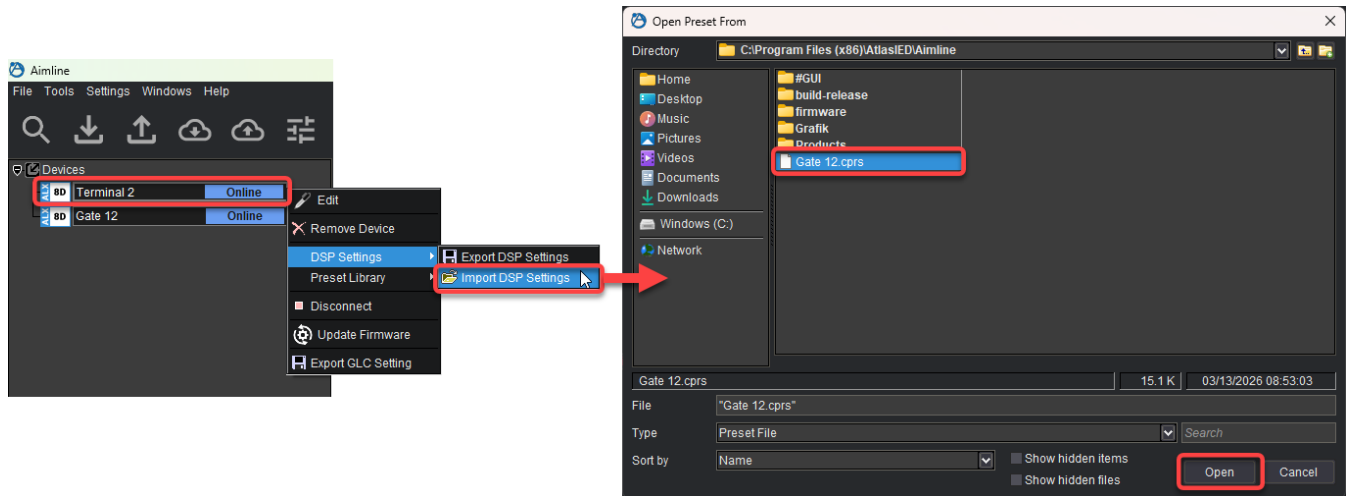 Aimline
File Tools Settings Windows Help
Devices
ALX 8D Terminal 2 Online
ALX 8D Gate 12 Online
Edit
Remove Device
DSP Settings
Preset Library
Disconnect
Update Firmware
Export GLC Setting
Export DSP Settings
Import DSP Settings
Open Preset From
Directory C:\Program Files (x86)\AtlasIED\Aimline
Home
Desktop
Music
Pictures
Videos
Documents
Downloads
Windows (C:)
Network
#GUI
build-release
firmware
Grafik
Products
Gate 12.cprs
Gate 12.cprs 15.1 K 03/13/2026 08:53:03
File "Gate 12.cprs"
Type Preset File Search
Sort by Name Show hidden items
Show hidden files
Open Cancel